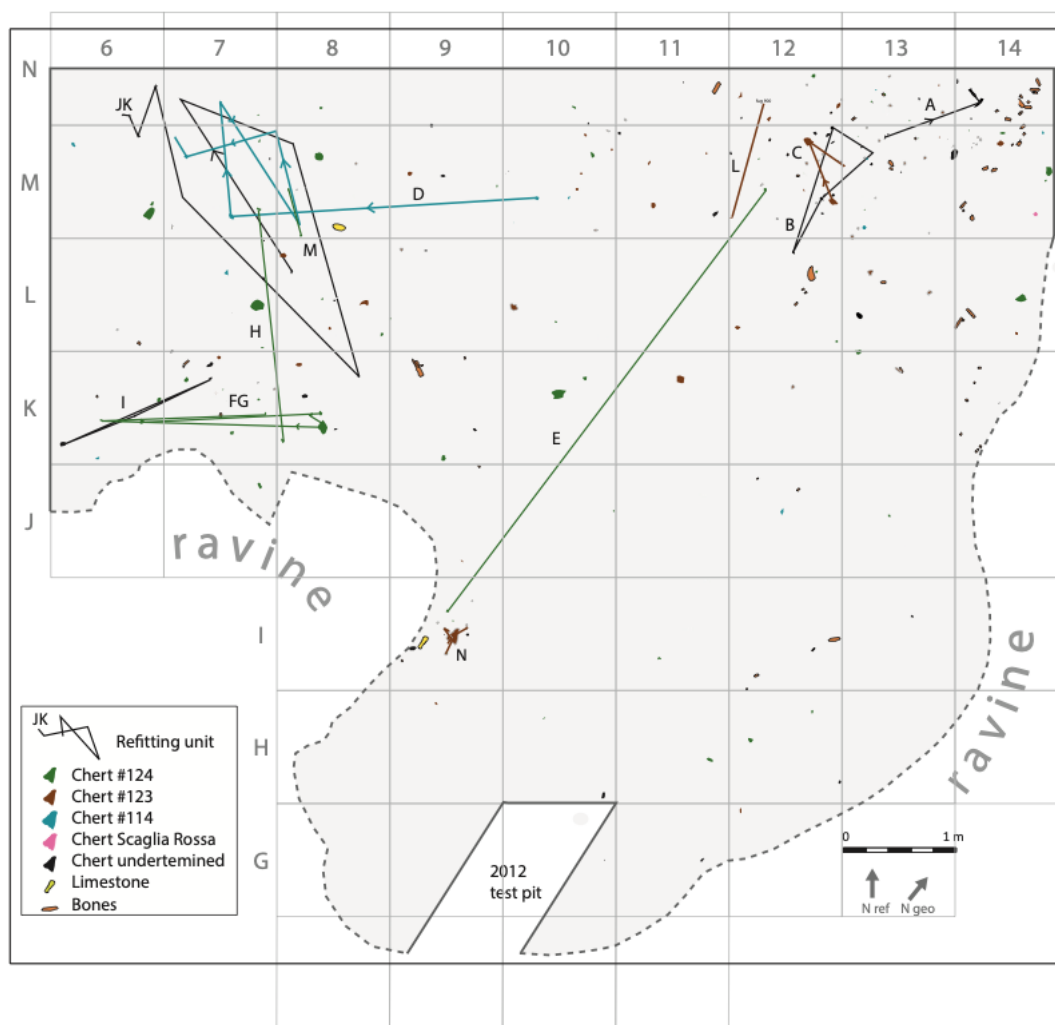 6 7 8 9 10 11 12 13 14
N
JK
A
C
L
M
D
B
M
L
H
K
I
FG
E
J
ravine
I
N
ravine
JK
Refitting unit
H
Chert #124
Chert #123
Chert #114
Chert Scaglia Rossa
Chert undertemined
Limestone
Bones
G
2012
test pit
0 1 m
N ref N geo